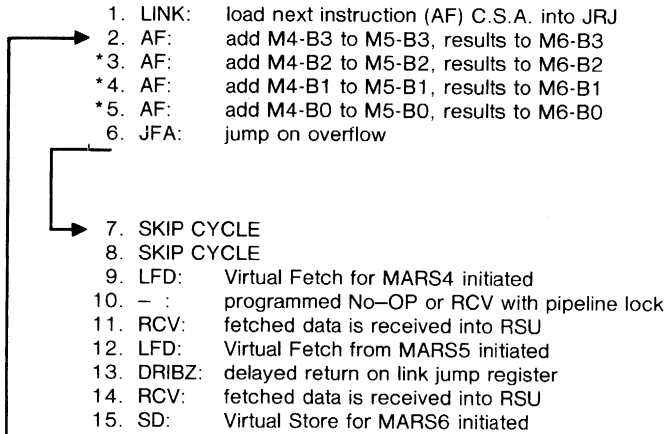 1. LINK: load next instruction (AF) C.S.A. into JRJ
2. AF: add M4-B3 to M5-B3, results to M6-B3
*3. AF: add M4-B2 to M5-B2, results to M6-B2
*4. AF: add M4-B1 to M5-B1, results to M6-B1
*5. AF: add M4-B0 to M5-B0, results to M6-B0
6. JFA: jump on overflow
7. SKIP CYCLE
8. SKIP CYCLE
9. LFD: Virtual Fetch for MARS4 initiated
10. – : programmed No–OP or RCV with pipeline lock
11. RCV: fetched data is received into RSU
12. LFD: Virtual Fetch from MARS5 initiated
13. DRIBZ: delayed return on link jump register
14. RCV: fetched data is received into RSU
15. SD: Virtual Store for MARS6 initiated